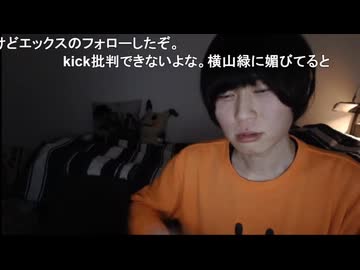 けどエックスのフォローしたぞ。
kick批判できないよな。横山緑に媚びてると